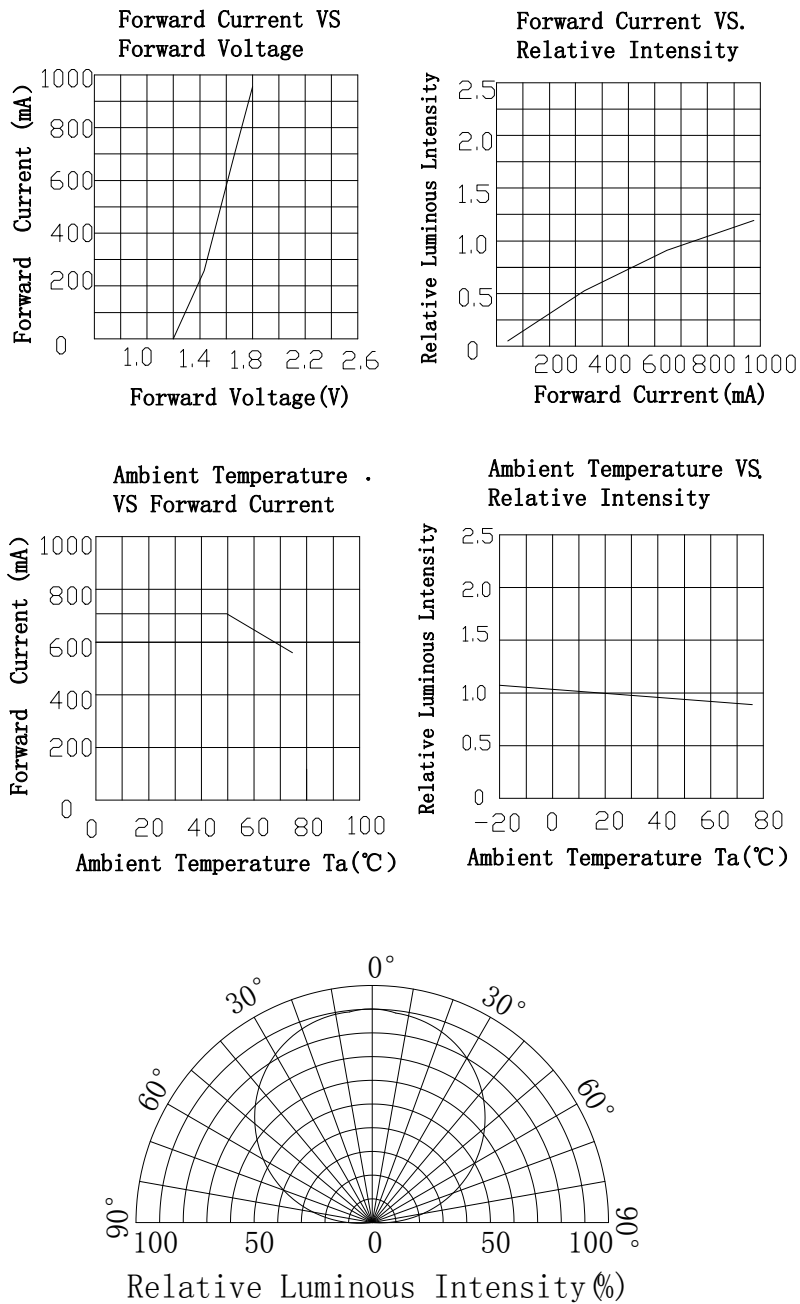 Forward Current VS
Forward Voltage
Forward Current (mA)
1000
800
600
400
200
0
1.0 1.4 1.8 2.2 2.6
Forward Voltage(V)
Forward Current VS.
Relative Intensity
Relative Luminous Lntensity
2.5
2.0
1.5
1.0
0.5
0
200 400 600 800 1000
Forward Current(mA)
Ambient Temperature .
VS Forward Current
Forward Current (mA)
1000
800
600
400
200
0
0 20 40 60 80 100
Ambient Temperature Ta(℃)
Ambient Temperature VS.
Relative Intensity
Relative Luminous Lntensity
2.5
2.0
1.5
1.0
0.5
0
-20 0 20 40 60 80
Ambient Temperature Ta(℃)
0°
30° 30°
60° 60°
90° 90°
100 50 0 50 100
Relative Luminous Intensity(%)